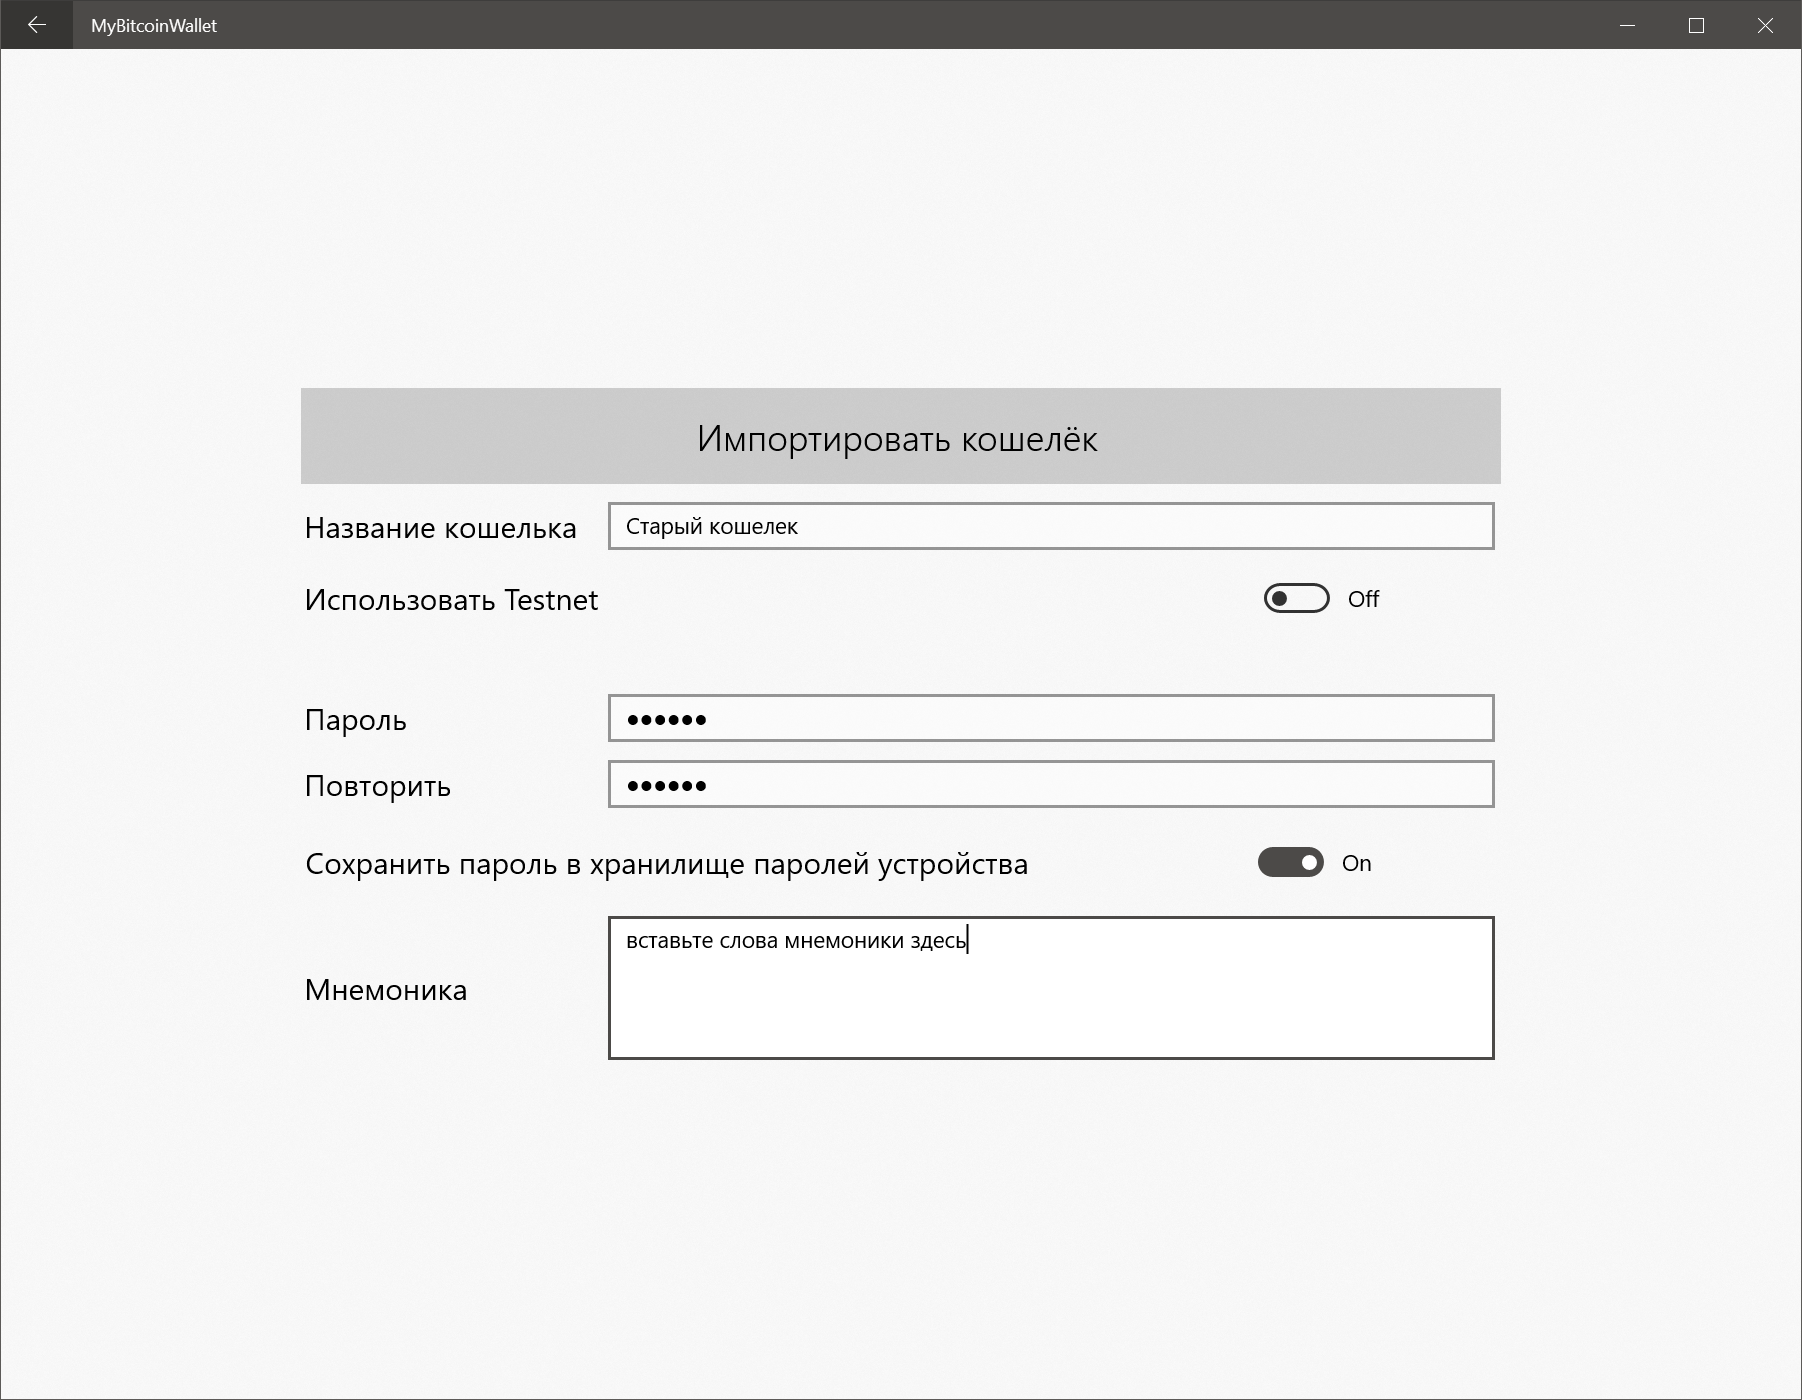 MyBitcoinWallet
Импортировать кошелёк
Название кошелька Старый кошелек
Использовать Testnet Off
Пароль ••••••
Повторить ••••••
Сохранить пароль в хранилище паролей устройства On
Мнемоника вставьте слова мнемоники здесь